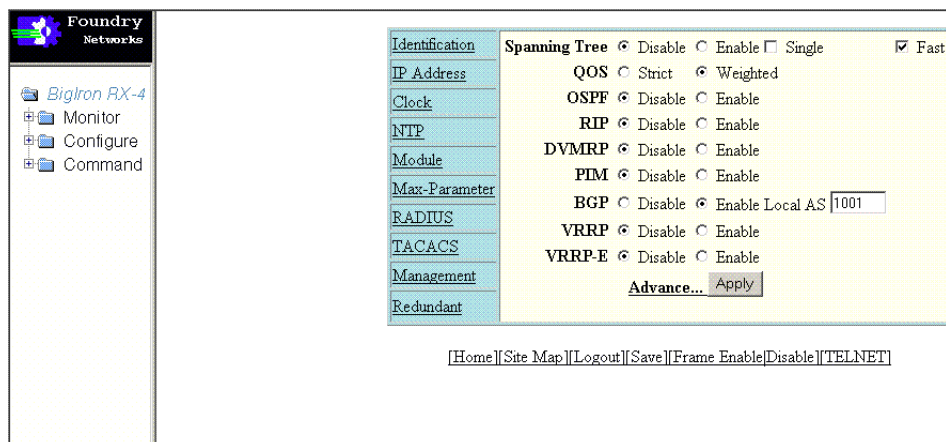 Foundry
Networks
BigIron RX-4
Monitor
Configure
Command
Identification
IP Address
Clock
NTP
Module
Max-Parameter
RADIUS
TACACS
Management
Redundant
Spanning Tree Disable Enable Single Fast
QOS Strict Weighted
OSPF Disable Enable
RIP Disable Enable
DVMRP Disable Enable
PIM Disable Enable
BGP Disable Enable Local AS 1001
VRRP Disable Enable
VRRP-E Disable Enable
Advance... Apply
[Home][Site Map][Logout][Save][Frame Enable|Disable][TELNET]